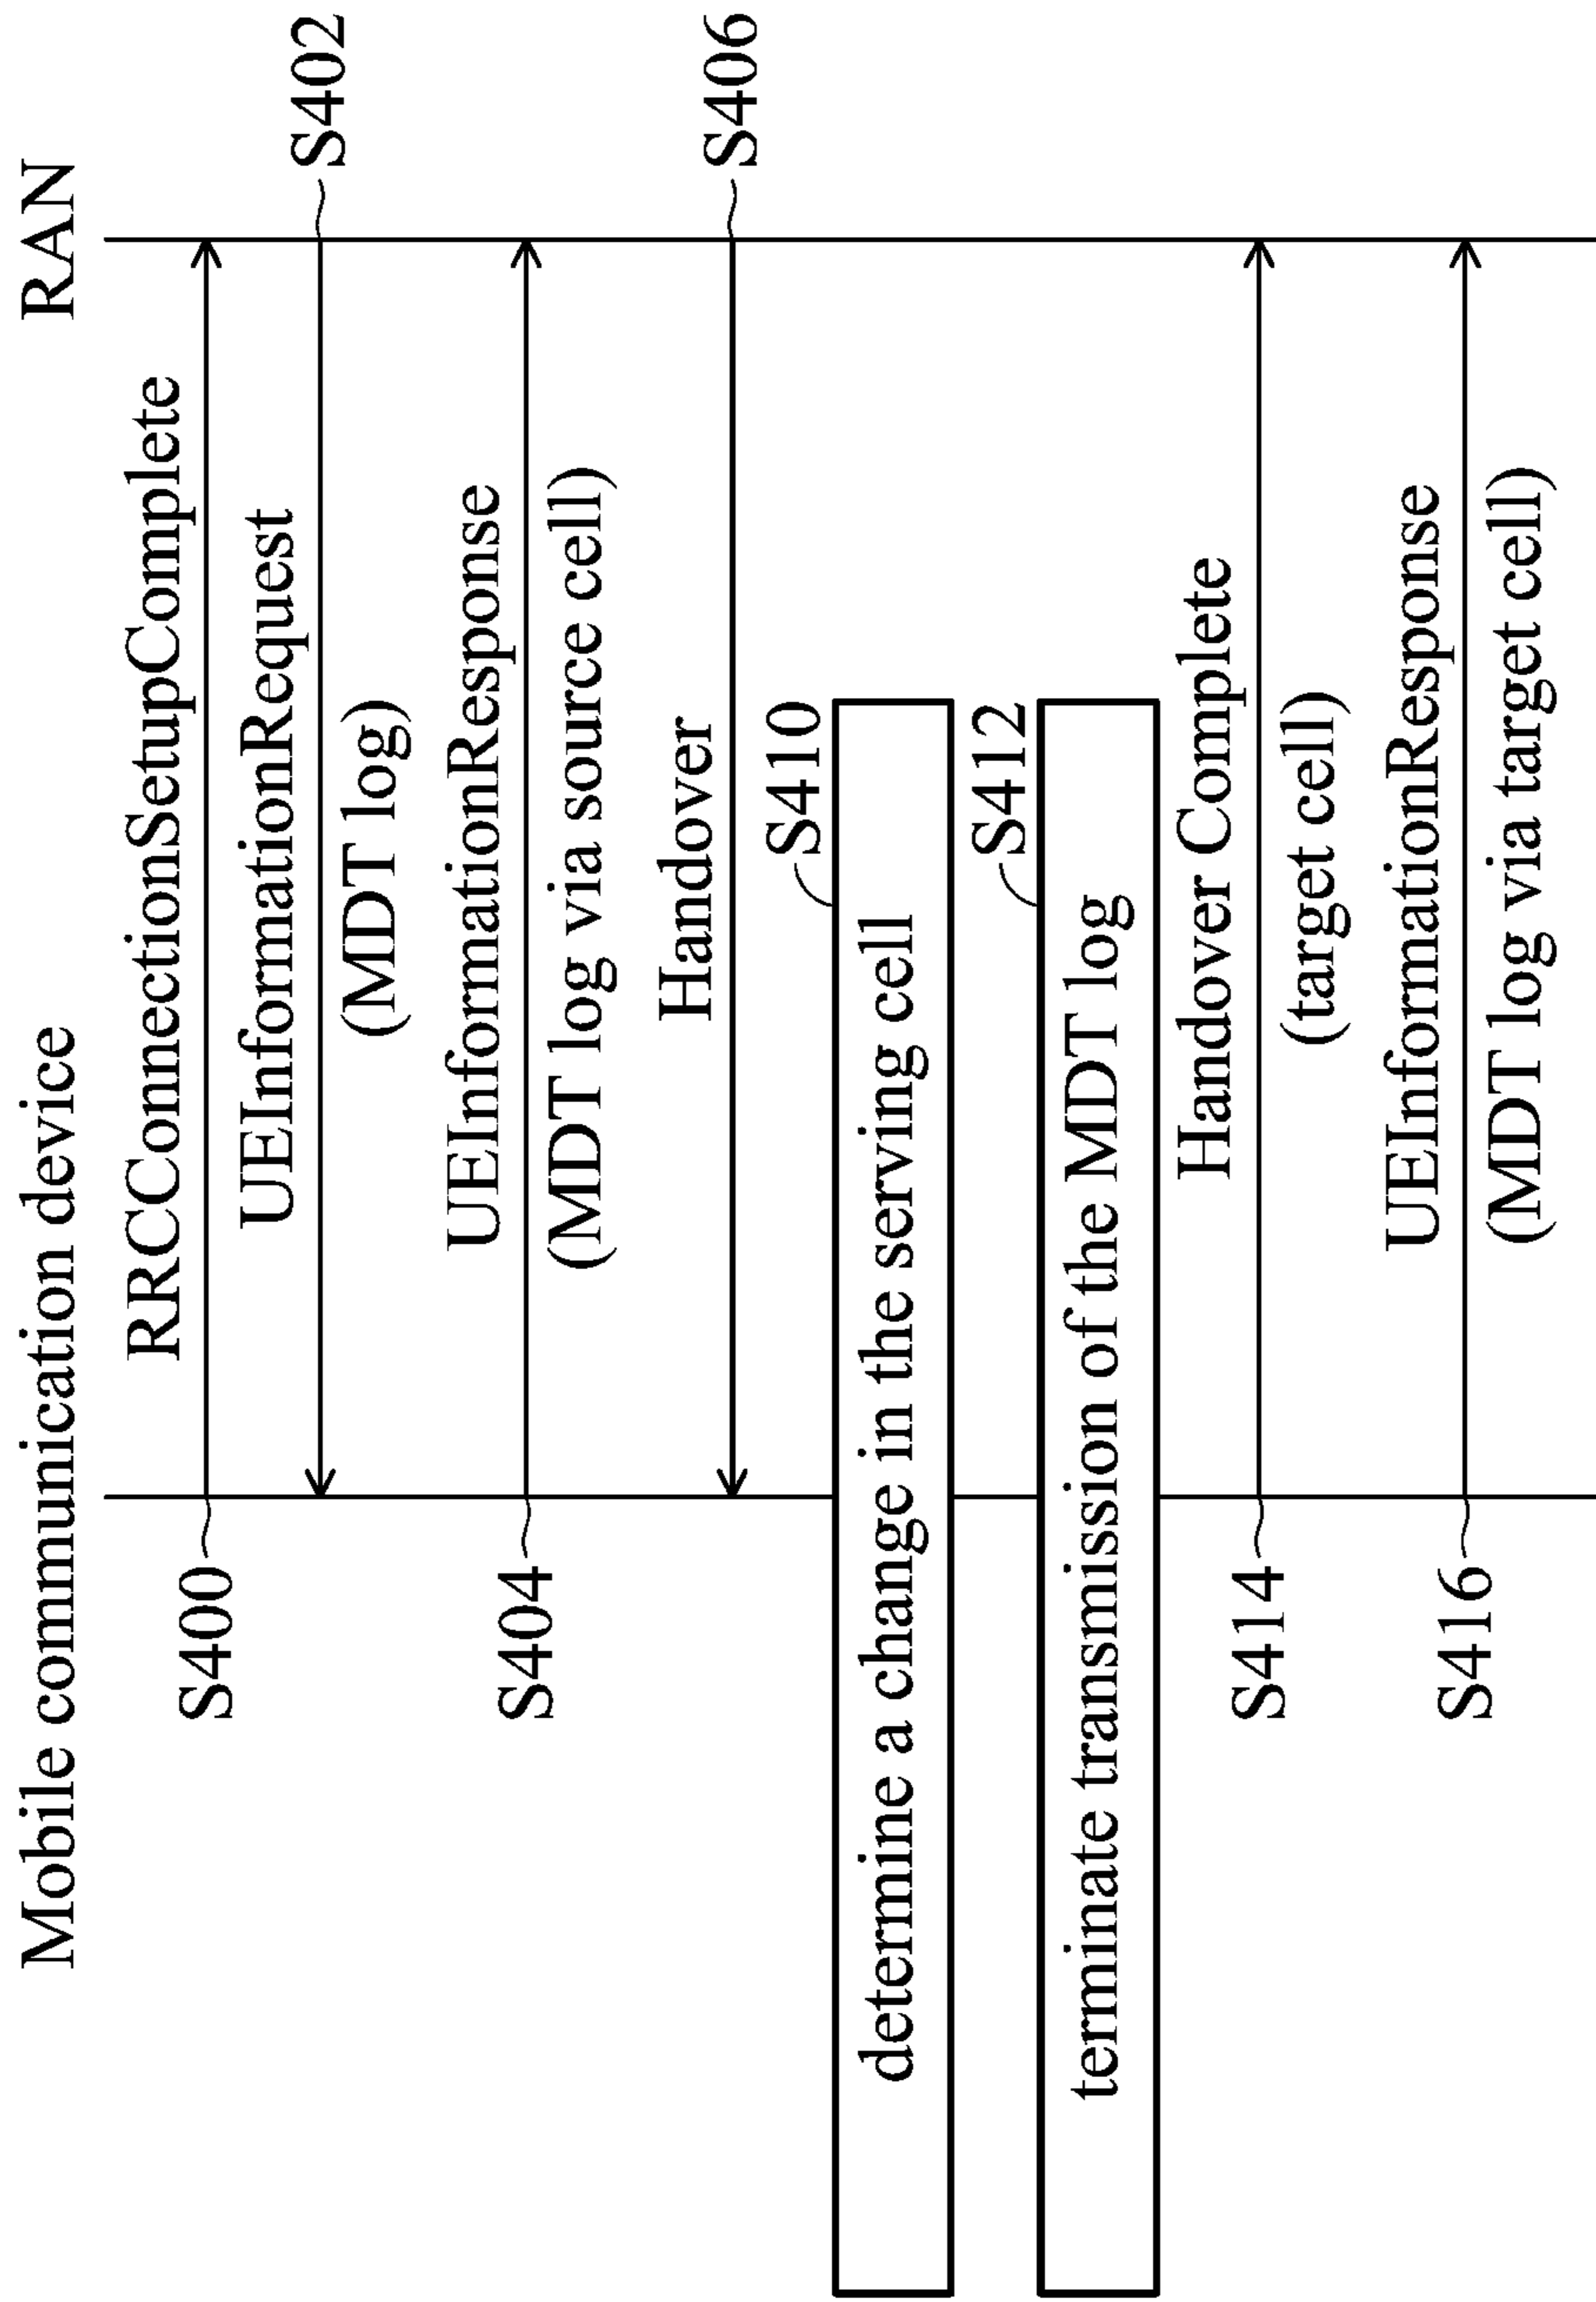 Mobile communication device
RAN
RRCConnectionSetupComplete
S400
UEInformationRequest
S402
(MDT log)
UEInformationResponse
S404
(MDT log via source cell)
Handover
S406
S410
determine a change in the serving cell
S412
terminate transmission of the MDT log
Handover Complete
S414
(target cell)
UEInformationResponse
S416
(MDT log via target cell)